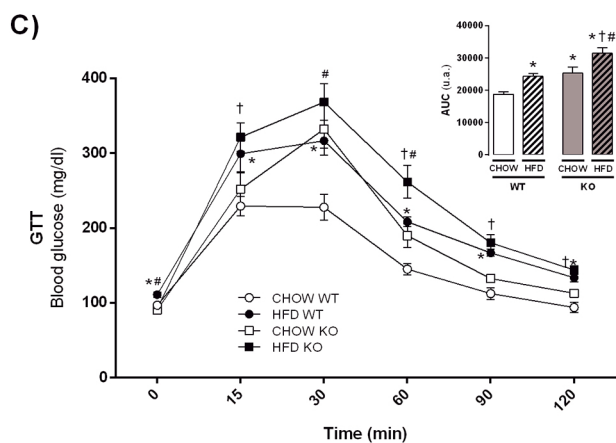 C)
GTT
Blood glucose (mg/dl)
400
300
200
100
0
0
15
30
60
90
120
Time (min)
*#
†
*
#
*
†#
*
†
*
†*
CHOW WT
HFD WT
CHOW KO
HFD KO
AUC (u.a.)
40000
30000
20000
10000
0
*
*
*†#
CHOW
HFD
CHOW
HFD
WT
KO